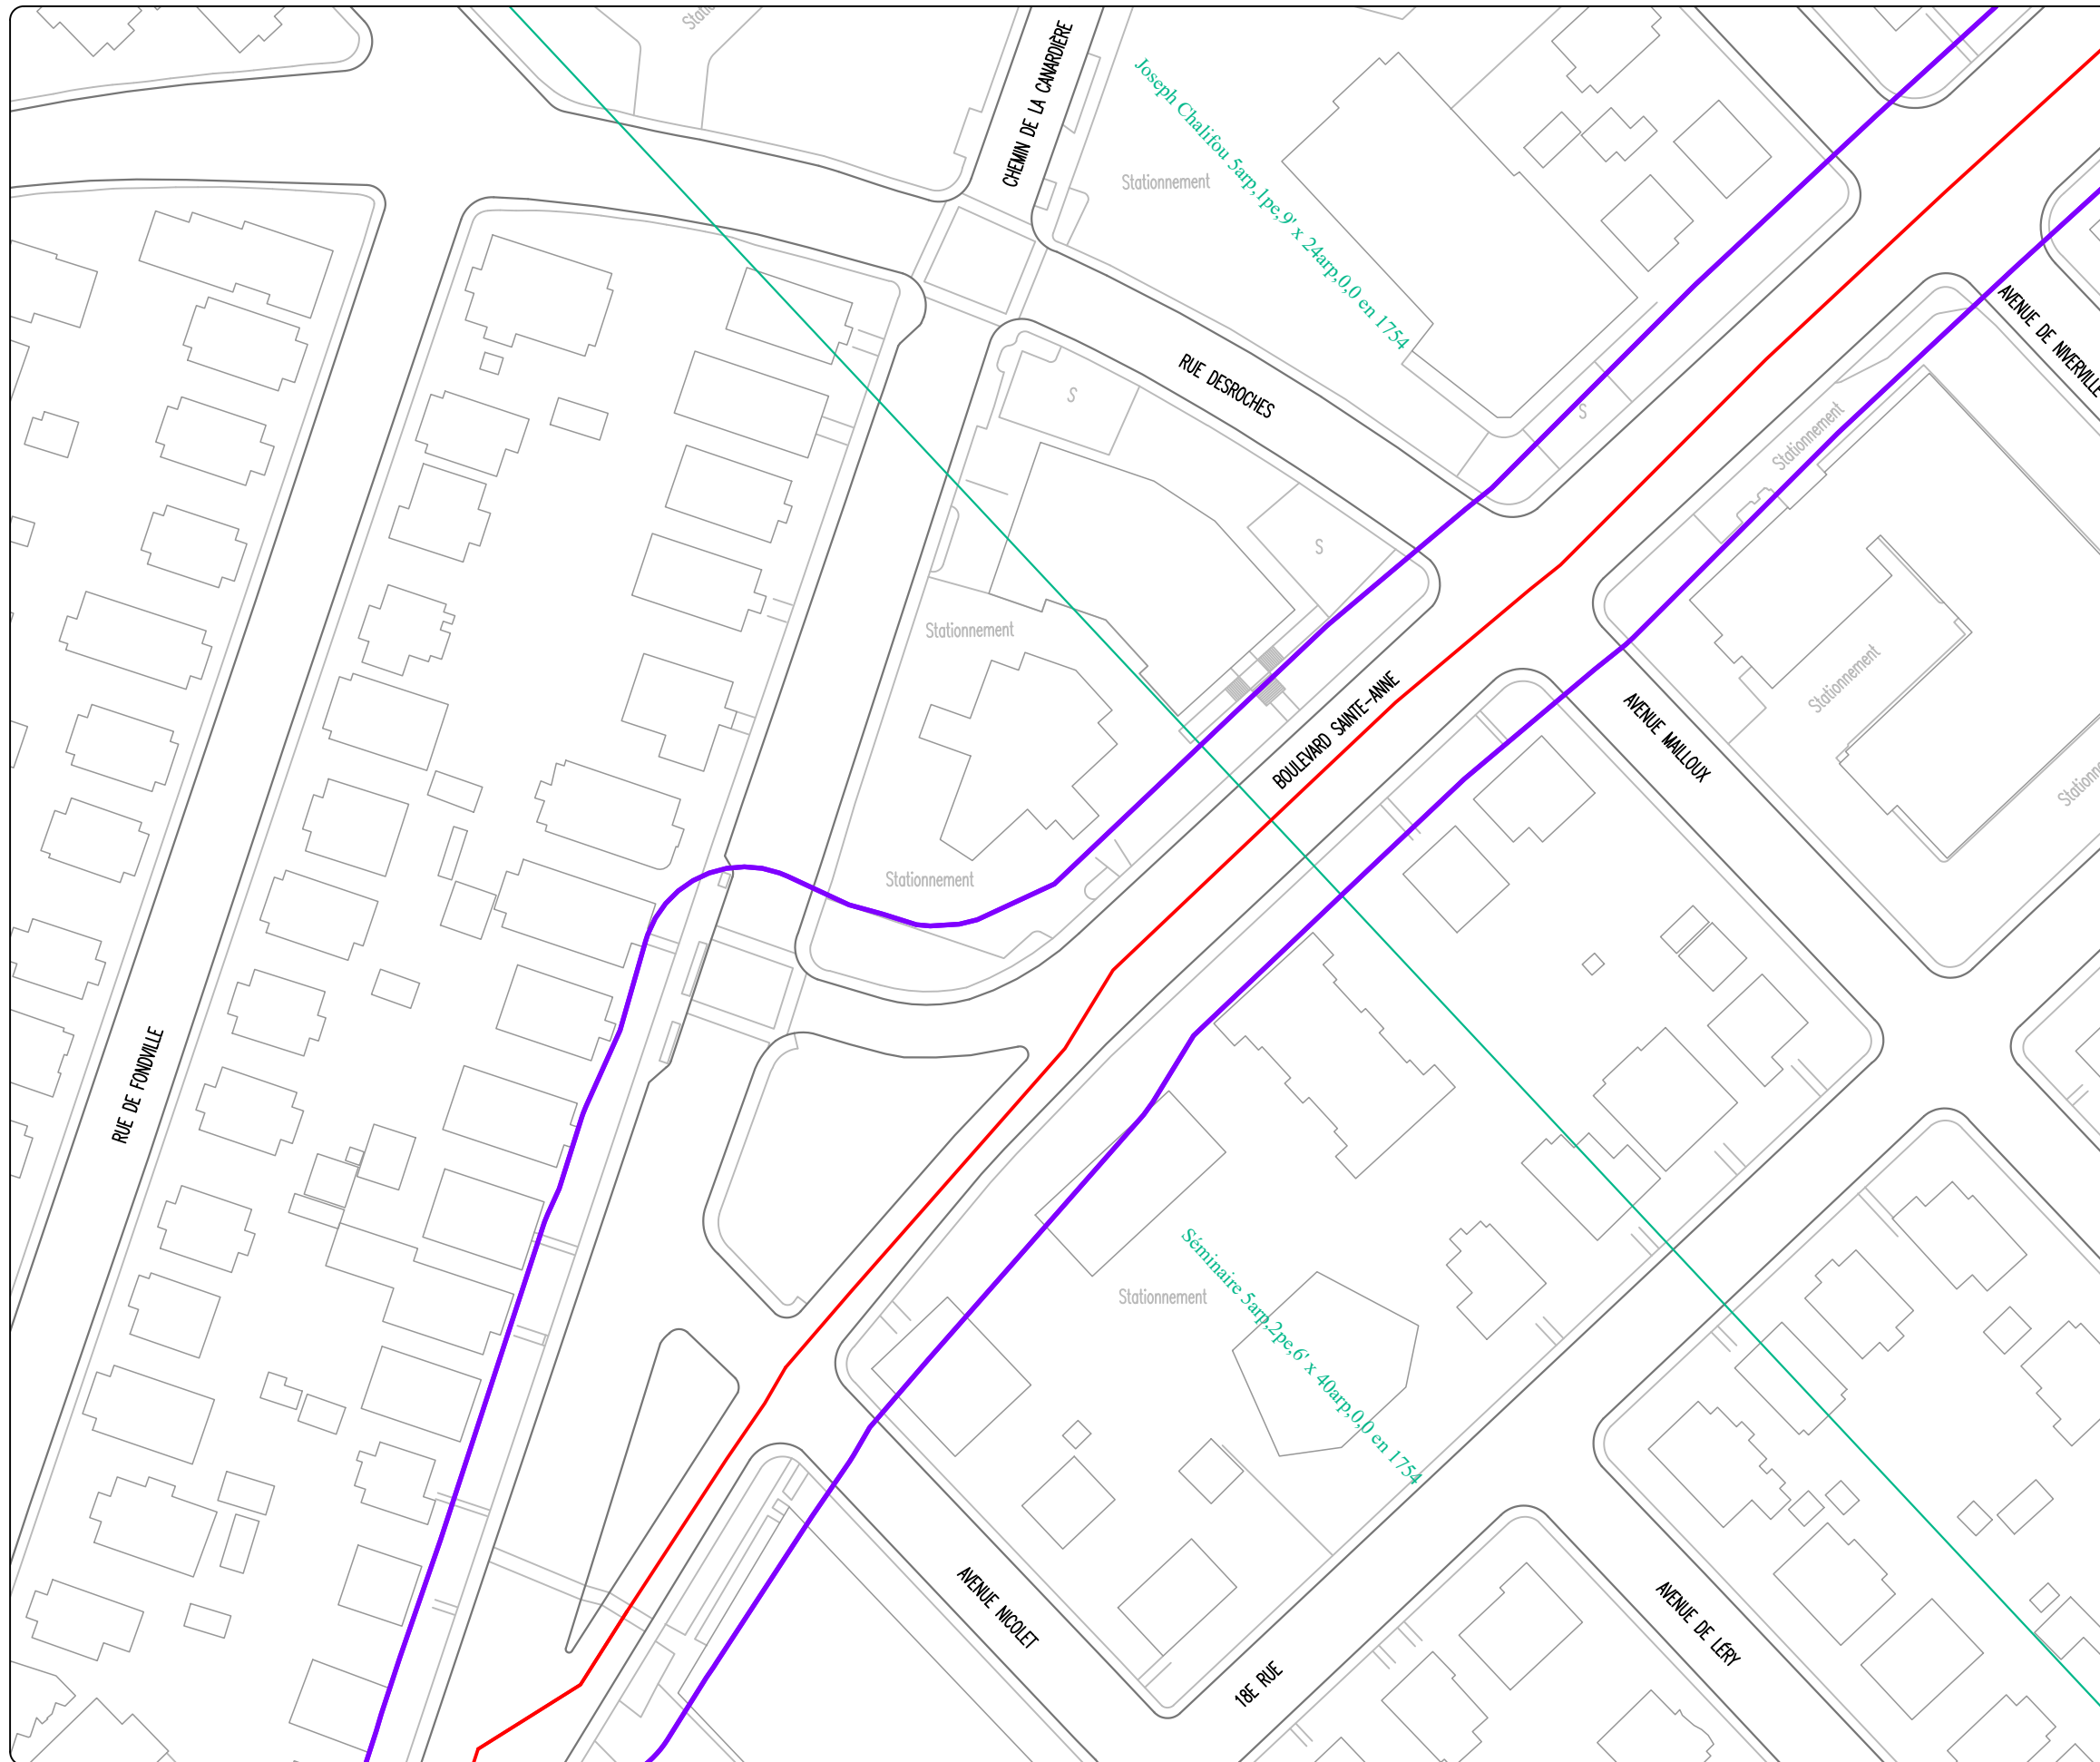 CHEMIN DE LA CANARDIÈRE
Joseph Chalifou 5arp,1pe,9' x 24arp,0,0 en 1754
Stationnement
AVENUE DE NIVERVILLE
RUE DESROCHES
S
S
Stationnement
S
Stationnement
BOULEVARD SAINTE-ANNE
AVENUE MAILLOUX
Stationnement
Stationnement
RUE DE FONDVILLE
Séminaire 5arp,2pe,6' x 40arp,0,0 en 1754
Stationnement
AVENUE NICOLET
18E RUE
AVENUE DE LÉRY